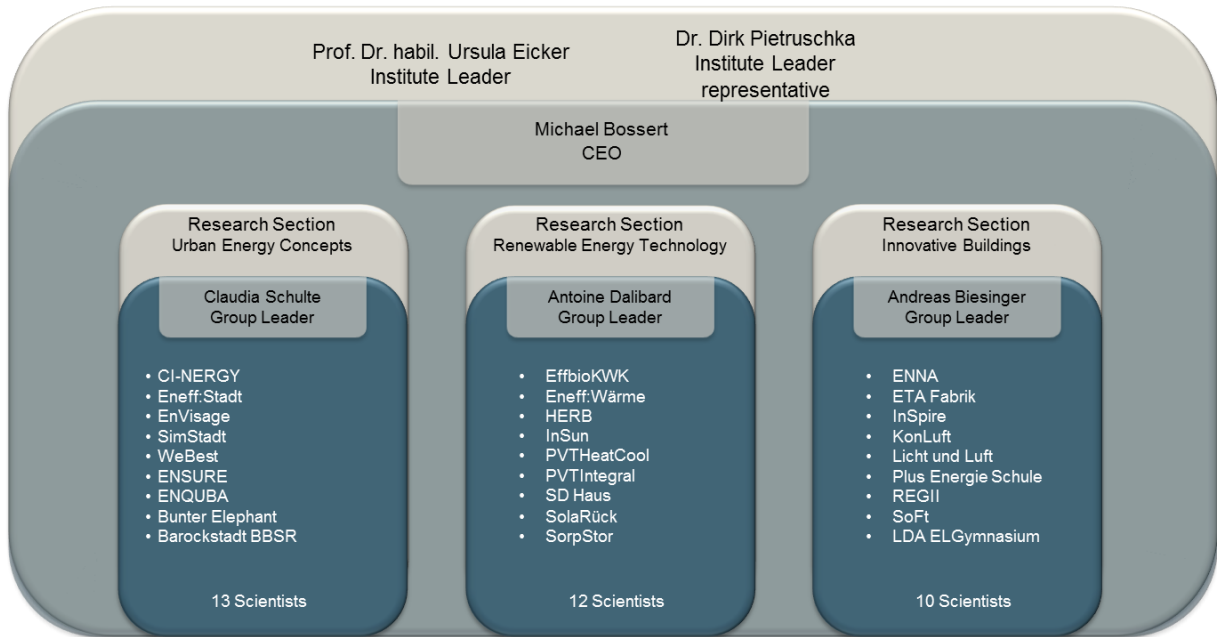 Prof. Dr. habil. Ursula Eicker
Institute Leader
Dr. Dirk Pietruschka
Institute Leader
representative
Michael Bossert
CEO
Research Section
Urban Energy Concepts
Claudia Schulte
Group Leader
• CI-NERGY
• Eneff:Stadt
• EnVisage
• SimStadt
• WeBest
• ENSURE
• ENQUBA
• Bunter Elephant
• Barockstadt BBSR
13 Scientists
Research Section
Renewable Energy Technology
Antoine Dalibard
Group Leader
• EffbioKWK
• Eneff:Wärme
• HERB
• InSun
• PVTHeatCool
• PVTIntegral
• SD Haus
• SolaRück
• SorpStor
12 Scientists
Research Section
Innovative Buildings
Andreas Biesinger
Group Leader
• ENNA
• ETA Fabrik
• InSpire
• KonLuft
• Licht und Luft
• Plus Energie Schule
• REGII
• SoFt
• LDA ELGymnasium
10 Scientists